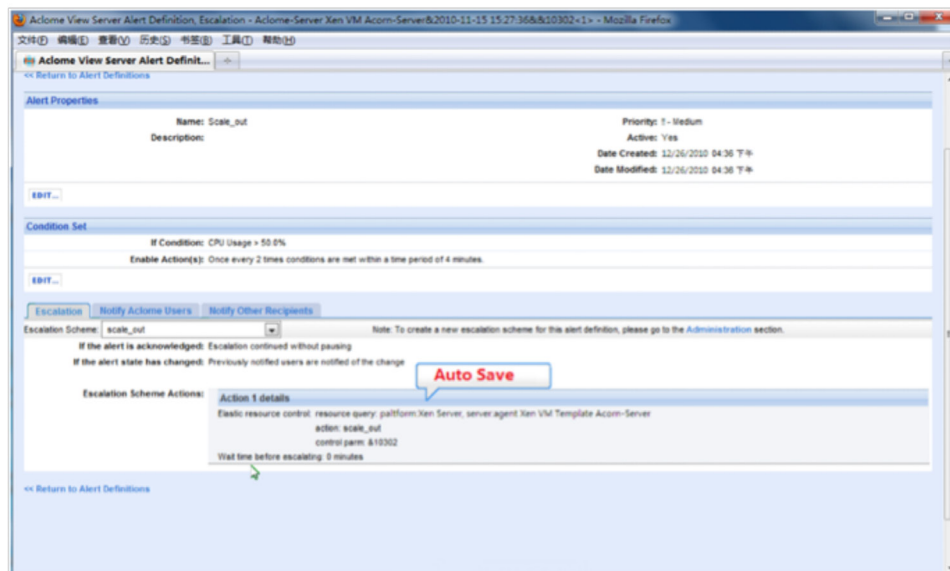 Aclome View Server Alert Definition, Escalation - Aclome-Server Xen VM Acorn-Server&2010-11-15 15:27:36&&10302<1> - Mozilla Firefox
文件(F) 编辑(E) 查看(V) 历史(S) 书签(B) 工具(T) 帮助(H)
Aclome View Server Alert Definit...
<< Return to Alert Definitions
Alert Properties
Name: Scale_out Priority: !! - Medium
Description: Active: Yes
Date Created: 12/26/2010 04:36 下午
Date Modified: 12/26/2010 04:36 下午
EDIT...
Condition Set
If Condition: CPU Usage > 50.0%
Enable Action(s): Once every 2 times conditions are met within a time period of 4 minutes.
EDIT...
Escalation Notify Aclome Users Notify Other Recipients
Escalation Scheme: scale_out Note: To create a new escalation scheme for this alert definition, please go to the Administration section.
If the alert is acknowledged: Escalation continued without pausing
If the alert state has changed: Previously notified users are notified of the change
Auto Save
Escalation Scheme Actions: Action 1 details
Elastic resource control: resource query: paltform:Xen Server, server:agent Xen VM Template Acorn-Server
action: scale_out
control parm: &10302
Wait time before escalating: 0 minutes
<< Return to Alert Definitions